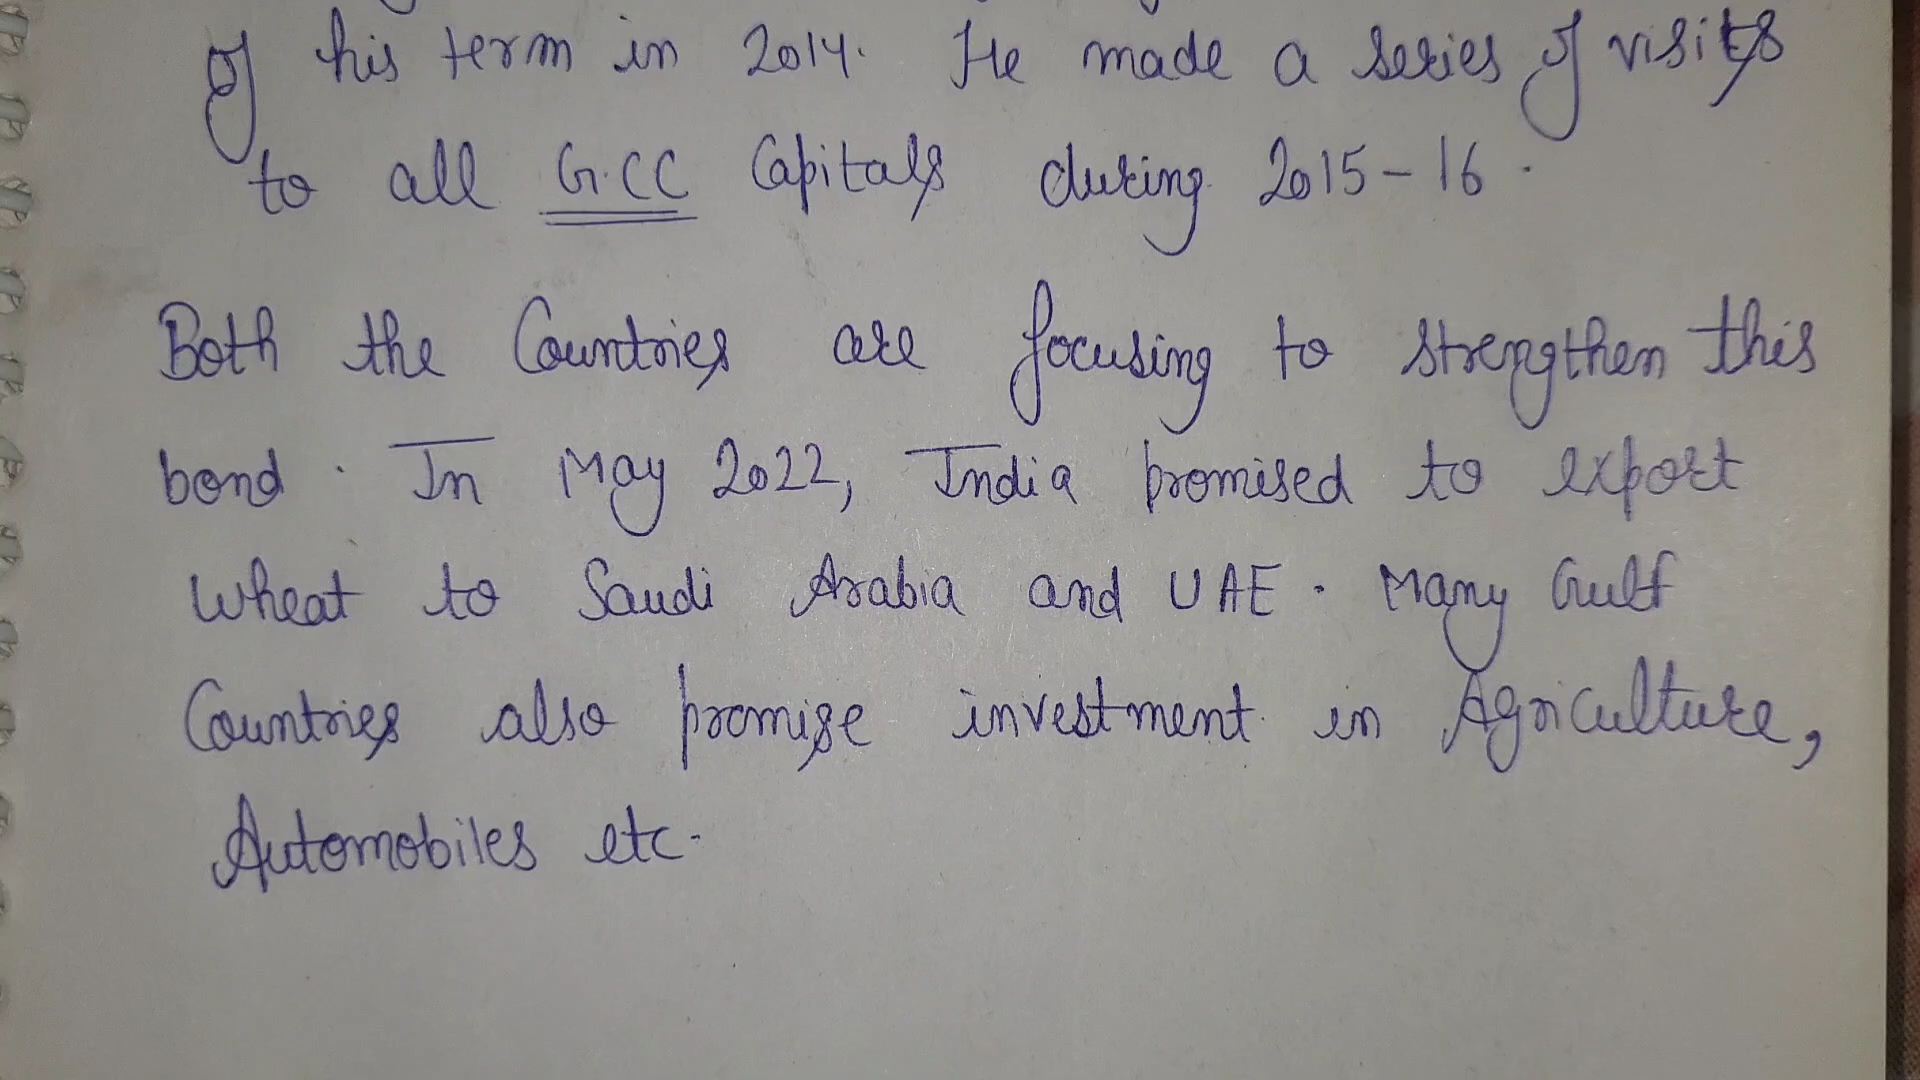 of his term in 2014. He made a series of visits
to all G.CC Capitals during 2015-16.
Both the Countries are focusing to strengthen this
bond. In May 2022, India promised to export
wheat to Saudi Arabia and UAE. Many Gulf
Countries also promise investment in Agriculture,
Automobiles etc.